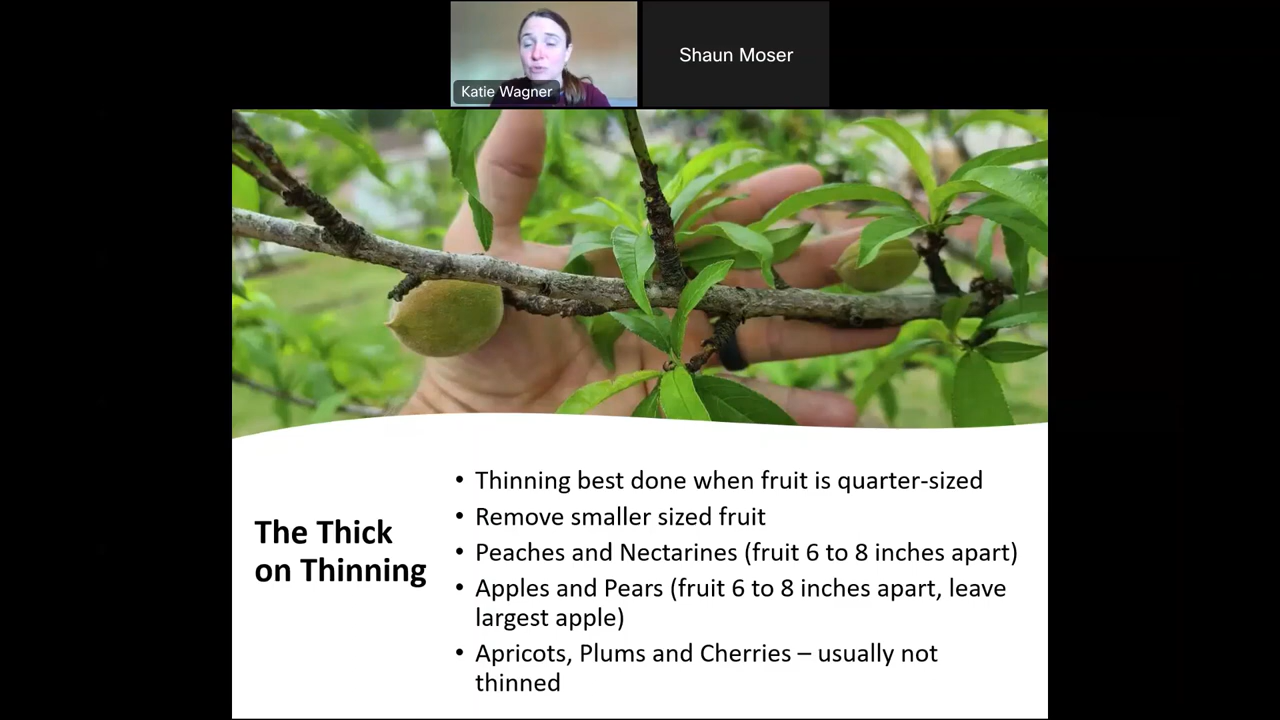 Shaun Moser
Katie Wagner
The Thick
on Thinning
• Thinning best done when fruit is quarter-sized
• Remove smaller sized fruit
• Peaches and Nectarines (fruit 6 to 8 inches apart)
• Apples and Pears (fruit 6 to 8 inches apart, leave
largest apple)
• Apricots, Plums and Cherries – usually not
thinned